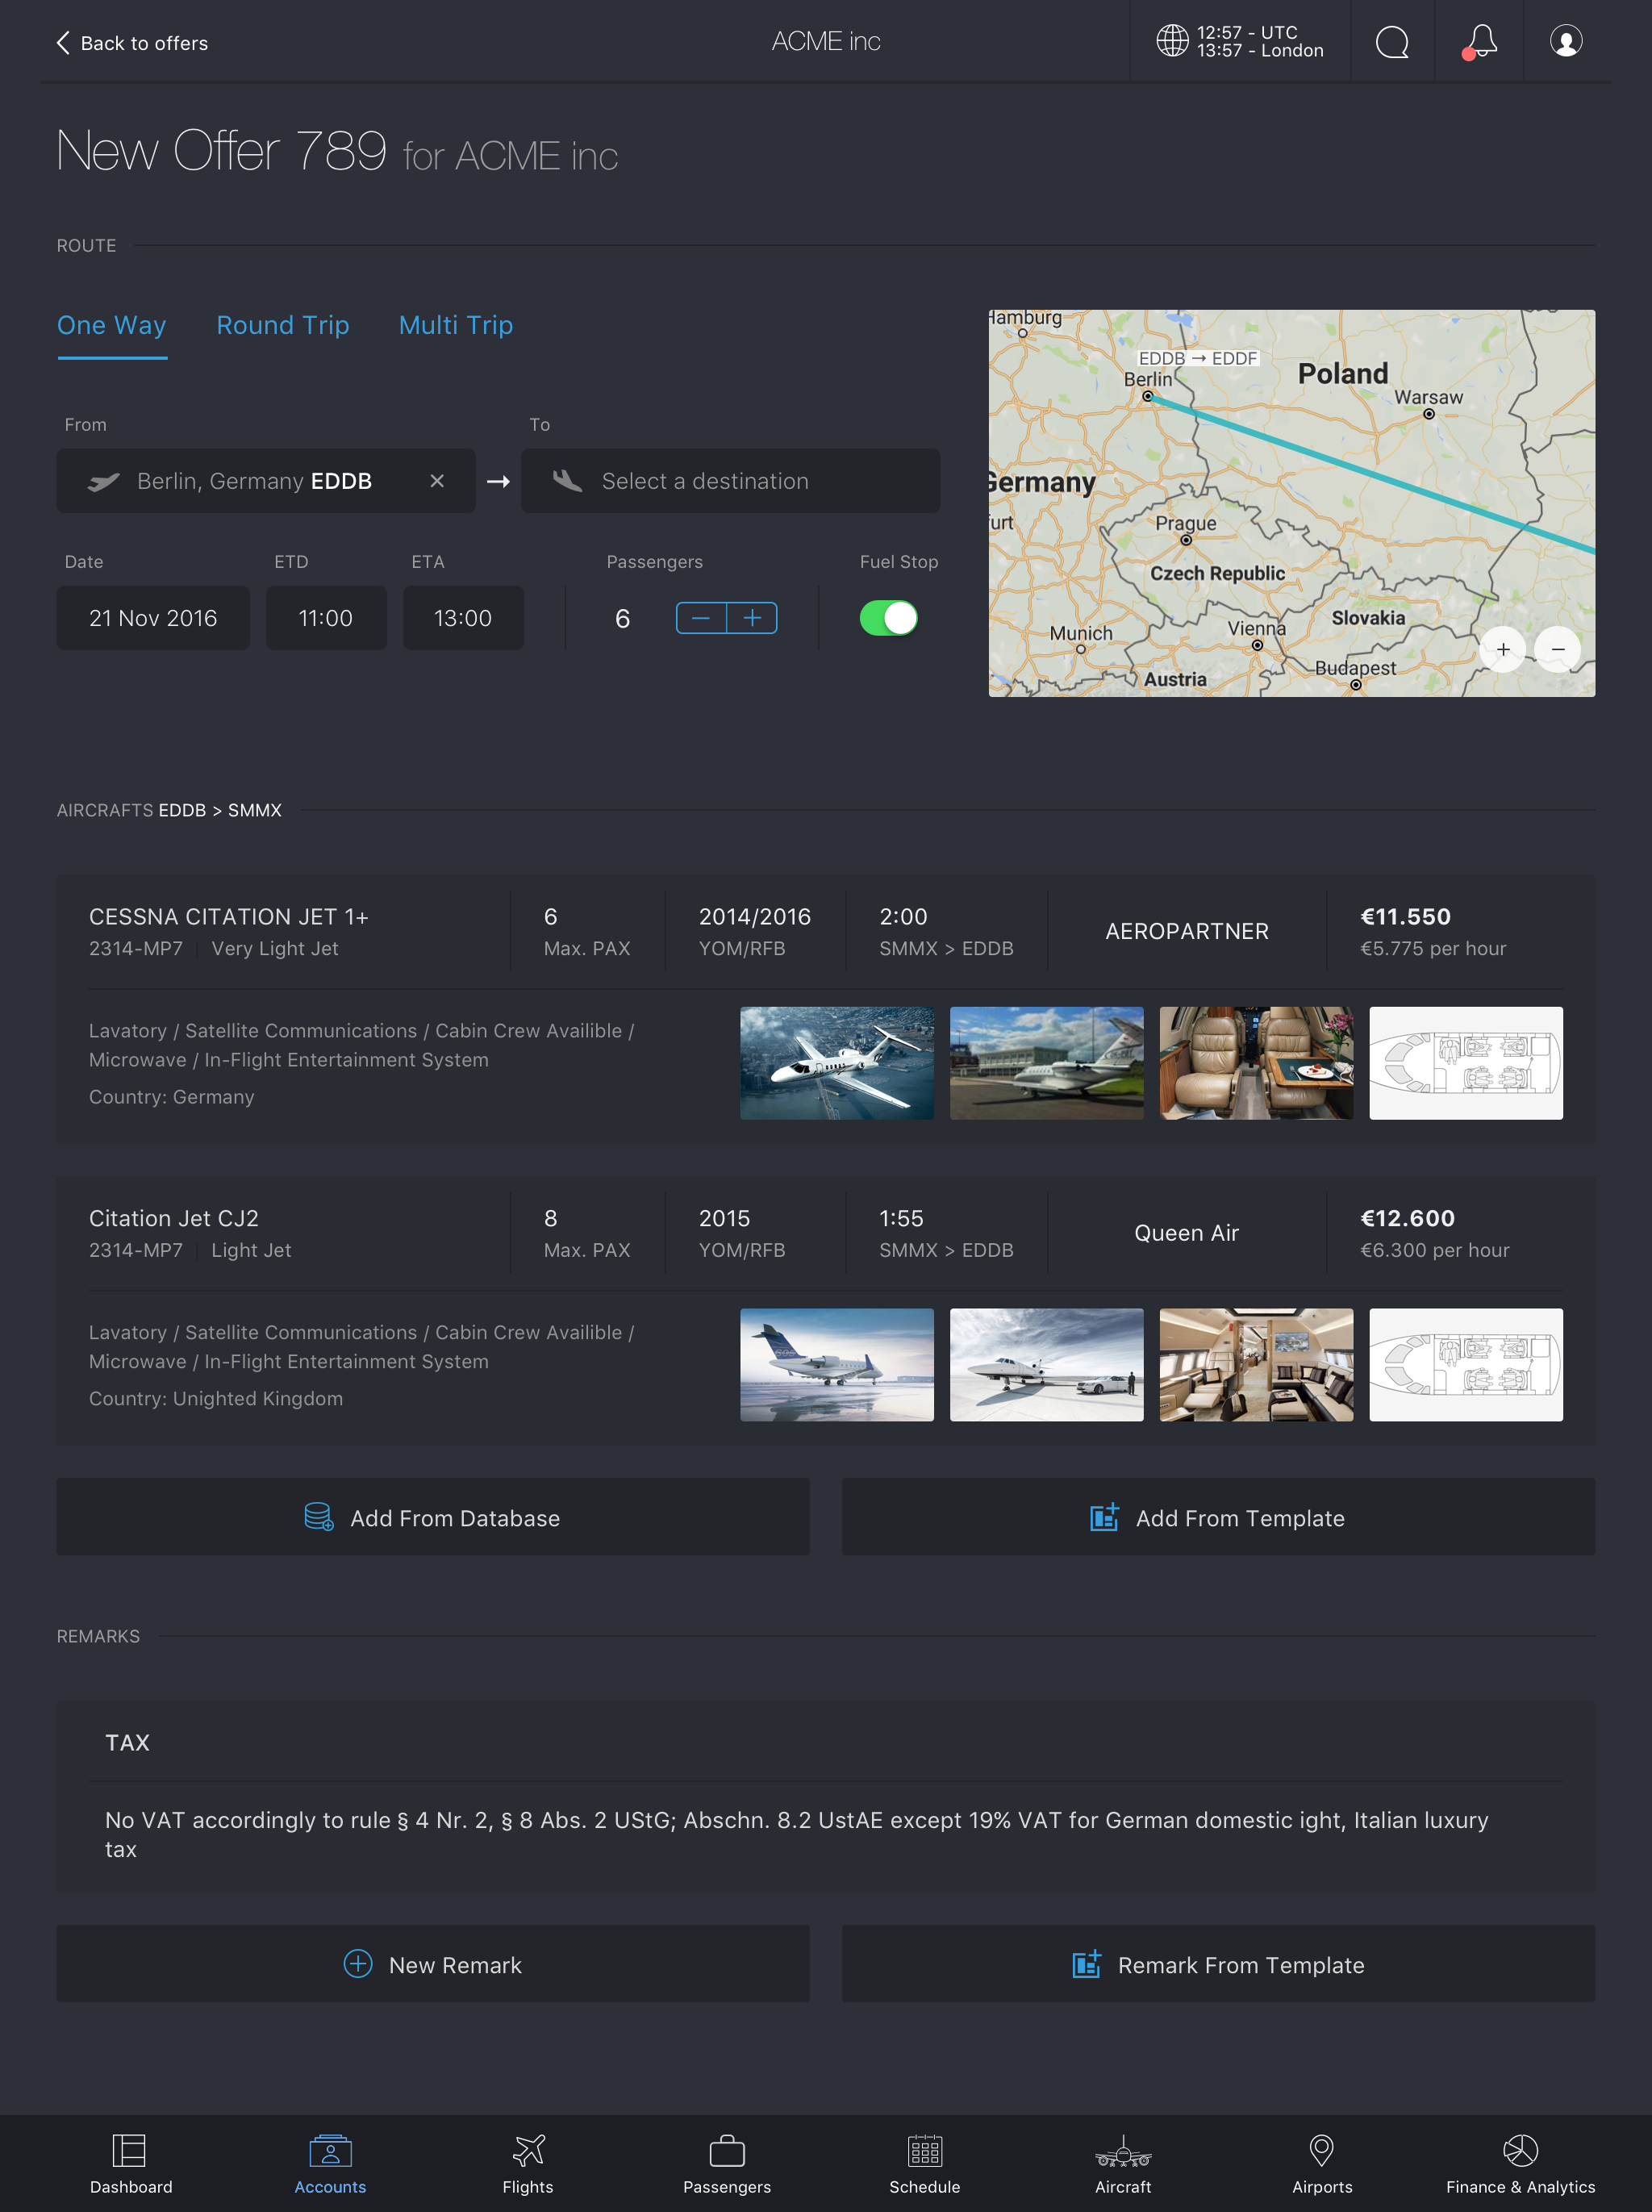 Back to offers
ACME inc
12:57 - UTC
13:57 - London
New Offer 789 for ACME inc
ROUTE
One Way
Round Trip
Multi Trip
From
To
Berlin, Germany EDDB
Select a destination
Date
ETD
ETA
Passengers
Fuel Stop
21 Nov 2016
11:00
13:00
6
Hamburg
EDDB → EDDF
Berlin
Poland
Warsaw
Germany
furt
Prague
Czech Republic
Slovakia
Munich
Vienna
Budapest
Austria
AIRCRAFTS EDDB > SMMX
CESSNA CITATION JET 1+
2314-MP7 Very Light Jet
6
Max. PAX
2014/2016
YOM/RFB
2:00
SMMX > EDDB
AEROPARTNER
€11.550
€5.775 per hour
Lavatory / Satellite Communications / Cabin Crew Availible /
Microwave / In-Flight Entertainment System
Country: Germany
Citation Jet CJ2
2314-MP7 Light Jet
8
Max. PAX
2015
YOM/RFB
1:55
SMMX > EDDB
Queen Air
€12.600
€6.300 per hour
Lavatory / Satellite Communications / Cabin Crew Availible /
Microwave / In-Flight Entertainment System
Country: Unighted Kingdom
Add From Database
Add From Template
REMARKS
TAX
No VAT accordingly to rule § 4 Nr. 2, § 8 Abs. 2 UStG; Abschn. 8.2 UstAE except 19% VAT for German domestic ight, Italian luxury
tax
New Remark
Remark From Template
Dashboard
Accounts
Flights
Passengers
Schedule
Aircraft
Airports
Finance & Analytics